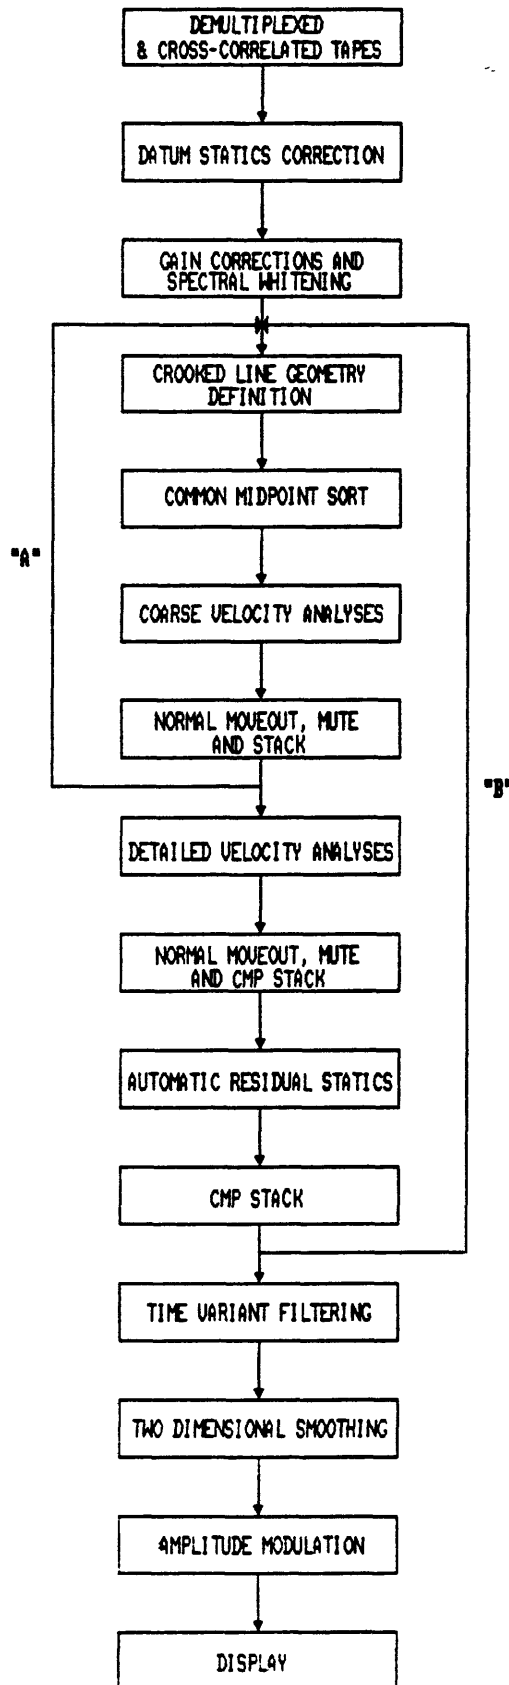 DEMULTIPLEXED
& CROSS-CORRELATED TAPES
DATUM STATICS CORRECTION
GAIN CORRECTIONS AND
SPECTRAL WHITENING
CROOKED LINE GEOMETRY
DEFINITION
COMMON MIDPOINT SORT
"A"
COARSE VELOCITY ANALYSES
NORMAL MOVEOUT, MUTE
AND STACK
"B"
DETAILED VELOCITY ANALYSES
NORMAL MOVEOUT, MUTE
AND CMP STACK
AUTOMATIC RESIDUAL STATICS
CMP STACK
TIME VARIANT FILTERING
TWO DIMENSIONAL SMOOTHING
AMPLITUDE MODULATION
DISPLAY